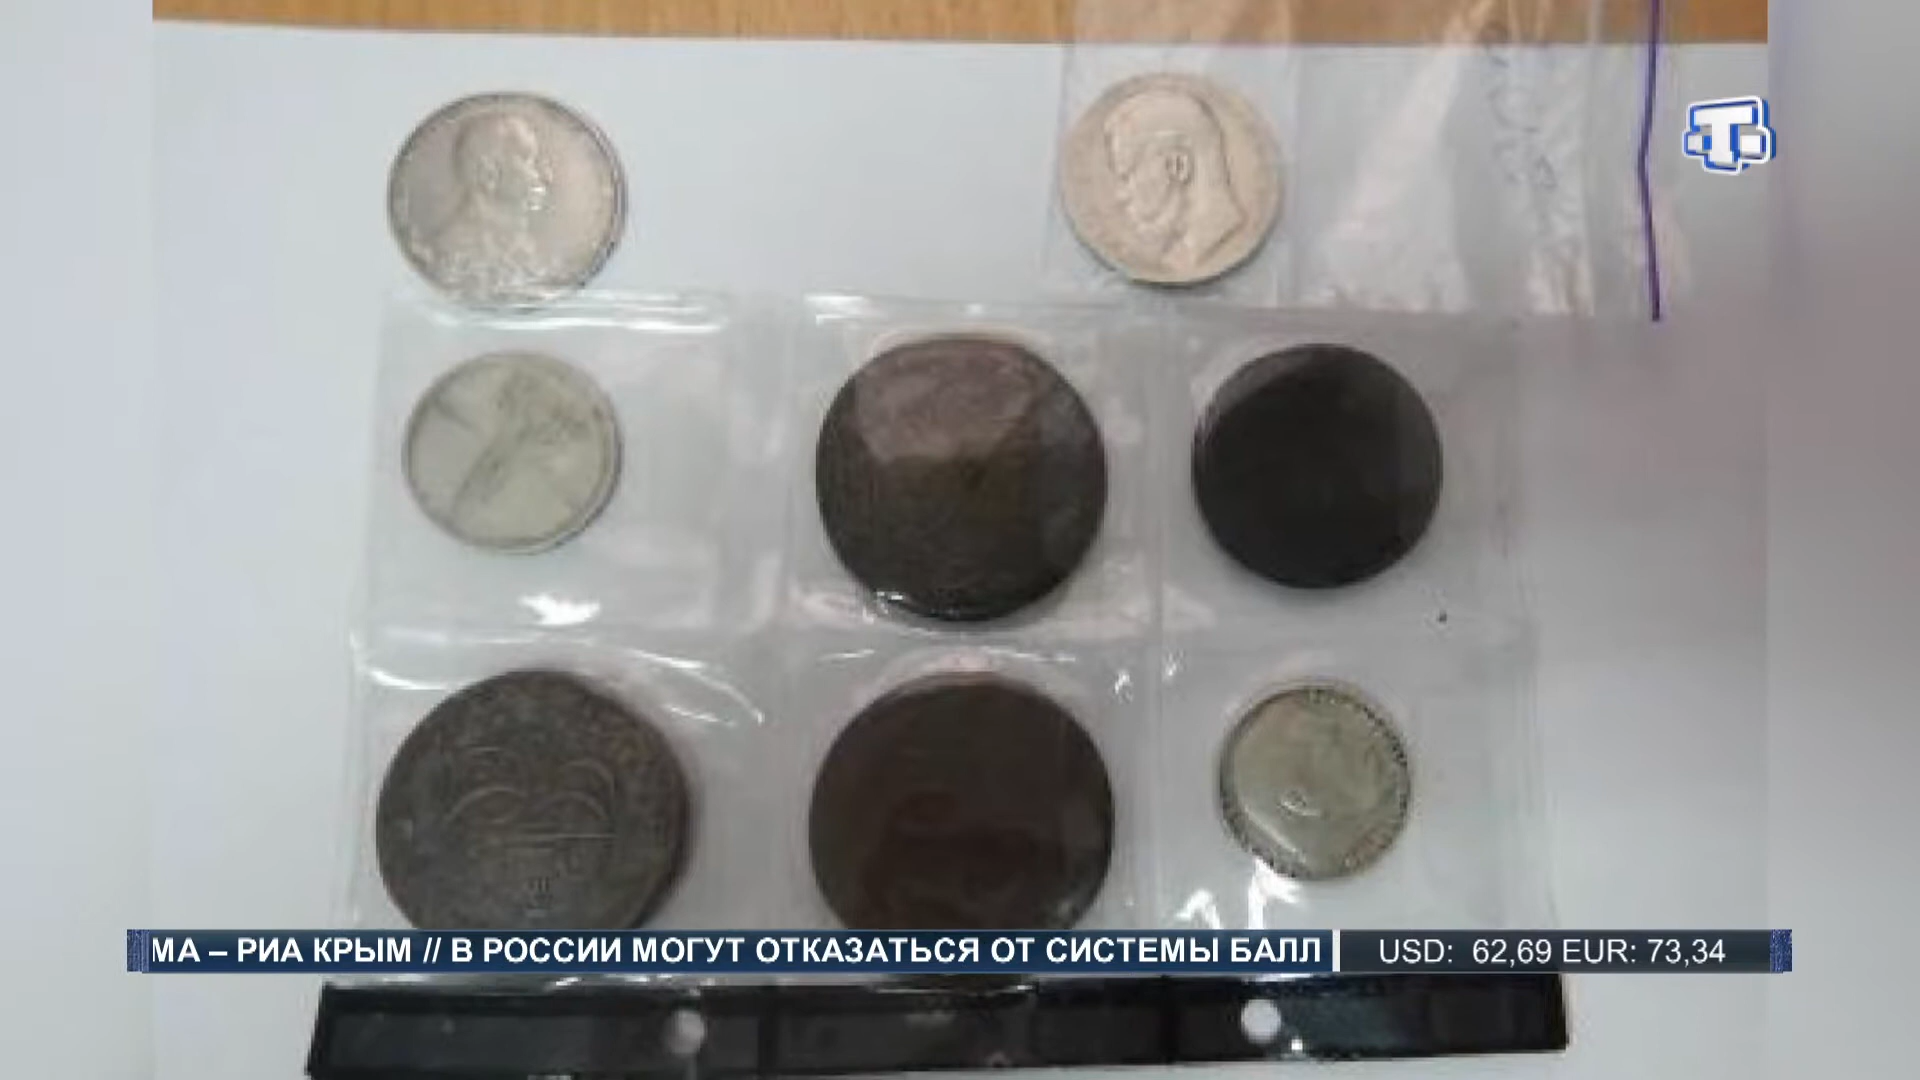 МА – РИА КРЫМ // В РОССИИ МОГУТ ОТКАЗАТЬСЯ ОТ СИСТЕМЫ БАЛЛ
USD: 62,69 EUR: 73,34